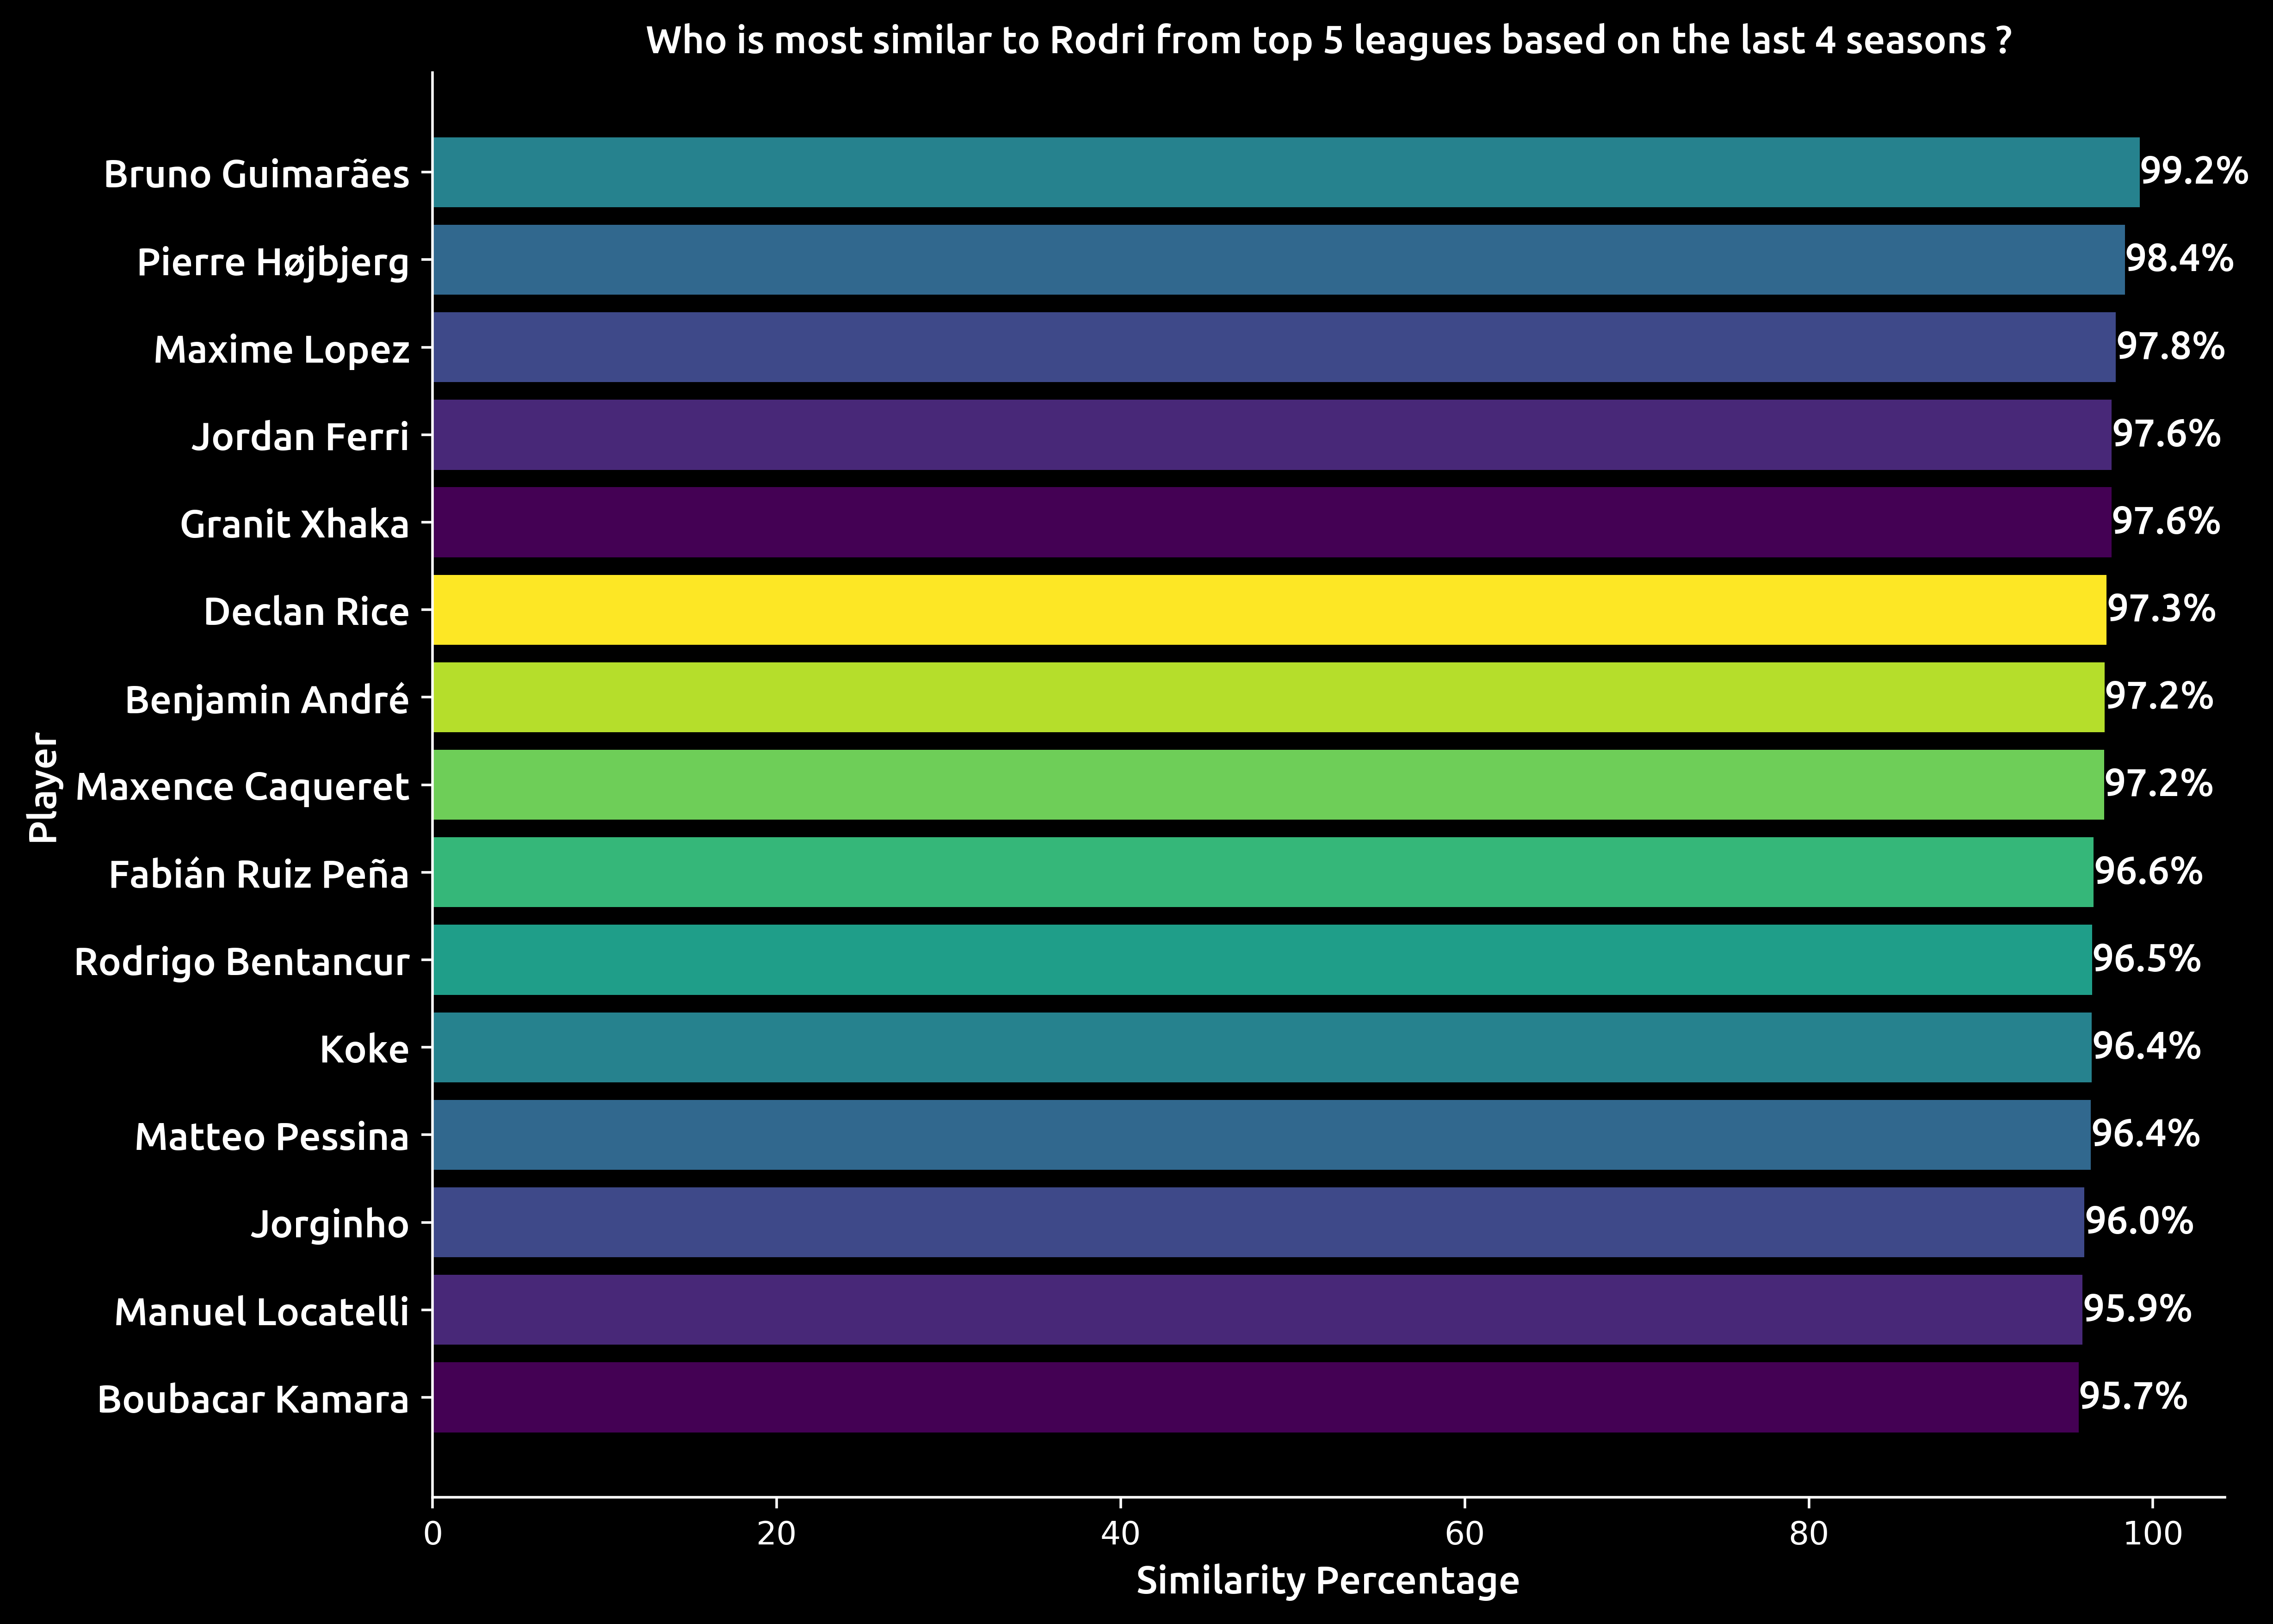 Who is most similar to Rodri from top 5 leagues based on the last 4 seasons ?
Bruno Guimarães 99.2%
Pierre Højbjerg 98.4%
Maxime Lopez 97.8%
Jordan Ferri 97.6%
Granit Xhaka 97.6%
Declan Rice 97.3%
Benjamin André 97.2%
Maxence Caqueret 97.2%
Fabián Ruiz Peña 96.6%
Rodrigo Bentancur 96.5%
Koke 96.4%
Matteo Pessina 96.4%
Jorginho 96.0%
Manuel Locatelli 95.9%
Boubacar Kamara 95.7%
Player
0 20 40 60 80 100
Similarity Percentage